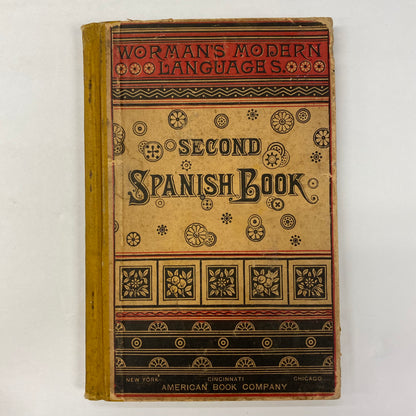 WORMAN'S MODERN
LANGUAGES.
SECOND
SPANISH BOOK
NEW YORK CINCINNATI CHICAGO
AMERICAN BOOK COMPANY